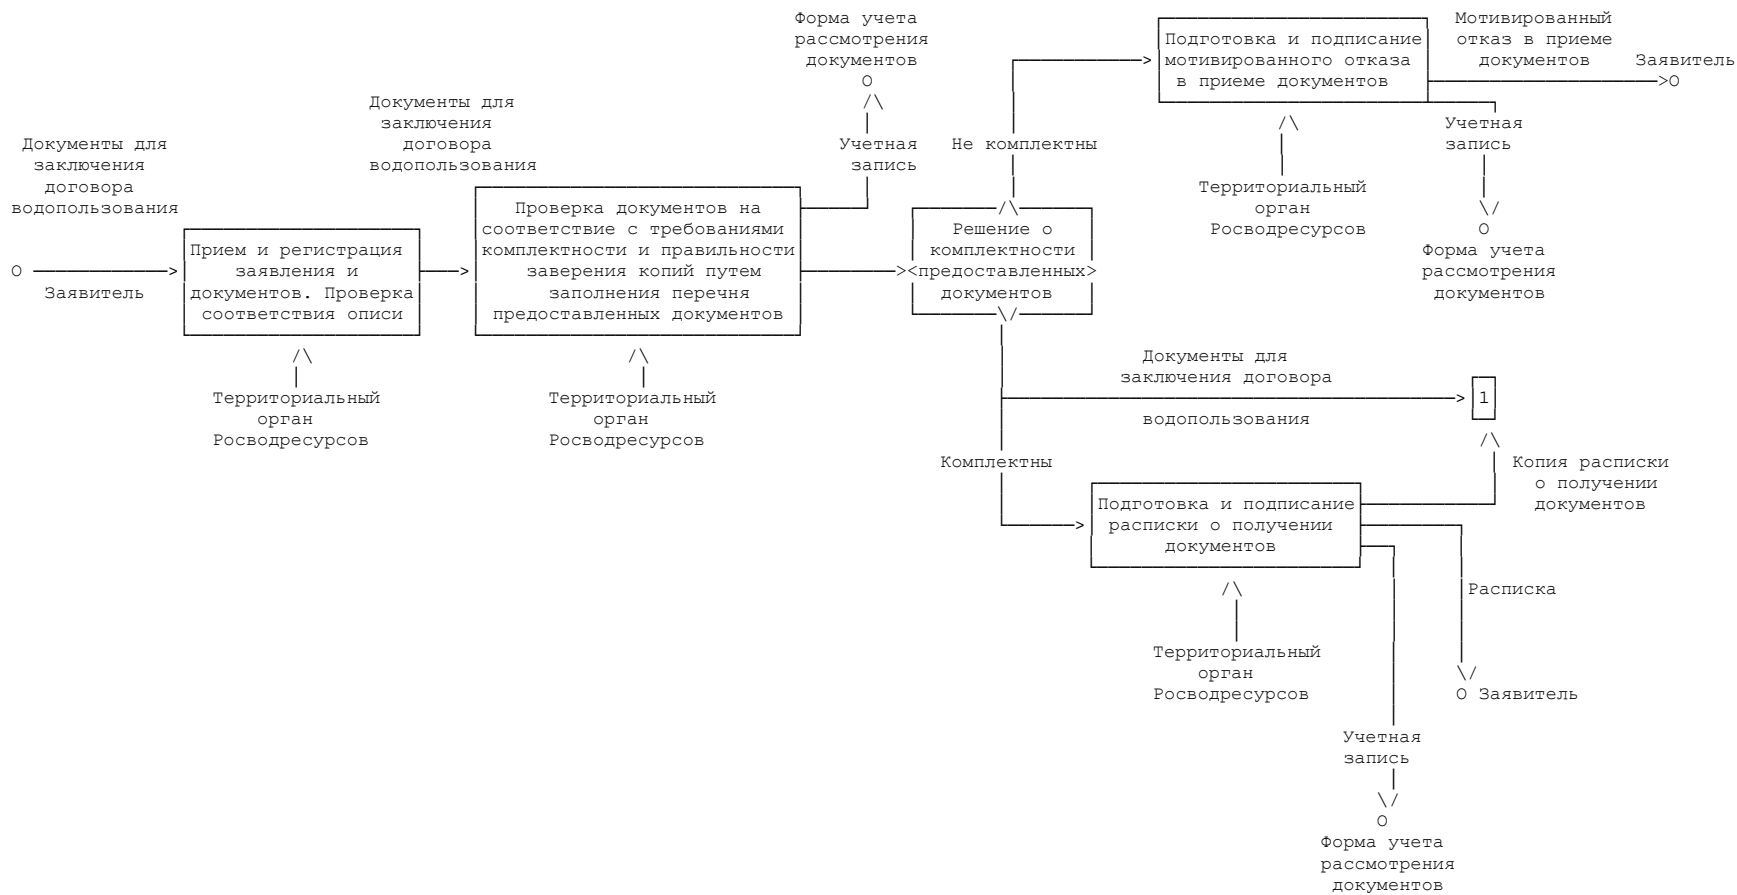 Форма учета
рассмотрения
документов
O
Учетная
запись
Документы для
заключения
договора
водопользования
Документы для
заключения
договора
водопользования
O
Заявитель
Прием и регистрация
заявления и
документов. Проверка
соответствия описи
Территориальный
орган
Росводресурсов
Проверка документов на
соответствие с требованиями
комплектности и правильности
заверения копий путем
заполнения перечня
предоставленных документов
Территориальный
орган
Росводресурсов
Решение о
комплектности
предоставленных
документов
Не комплектны
Подготовка и подписание
мотивированного отказа
в приеме документов
Территориальный
орган
Росводресурсов
Мотивированный
отказ в приеме
документов
Заявитель
O
Учетная
запись
O
Форма учета
рассмотрения
документов
Документы для
заключения договора
водопользования
1
Комплектны
Подготовка и подписание
расписки о получении
документов
Территориальный
орган
Росводресурсов
Копия расписки
о получении
документов
Расписка
O Заявитель
Учетная
запись
O
Форма учета
рассмотрения
документов